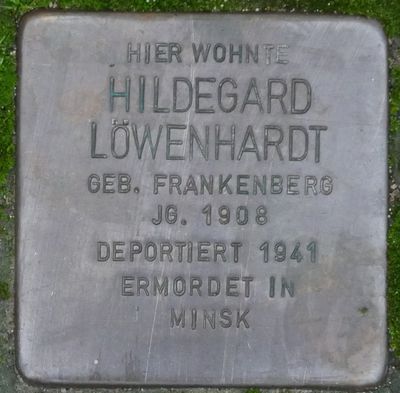 HIER WOHNTE
HILDEGARD
LÖWENHARDT
GEB. FRANKENBERG
JG. 1908
DEPORTIERT 1941
ERMORDET IN
MINSK